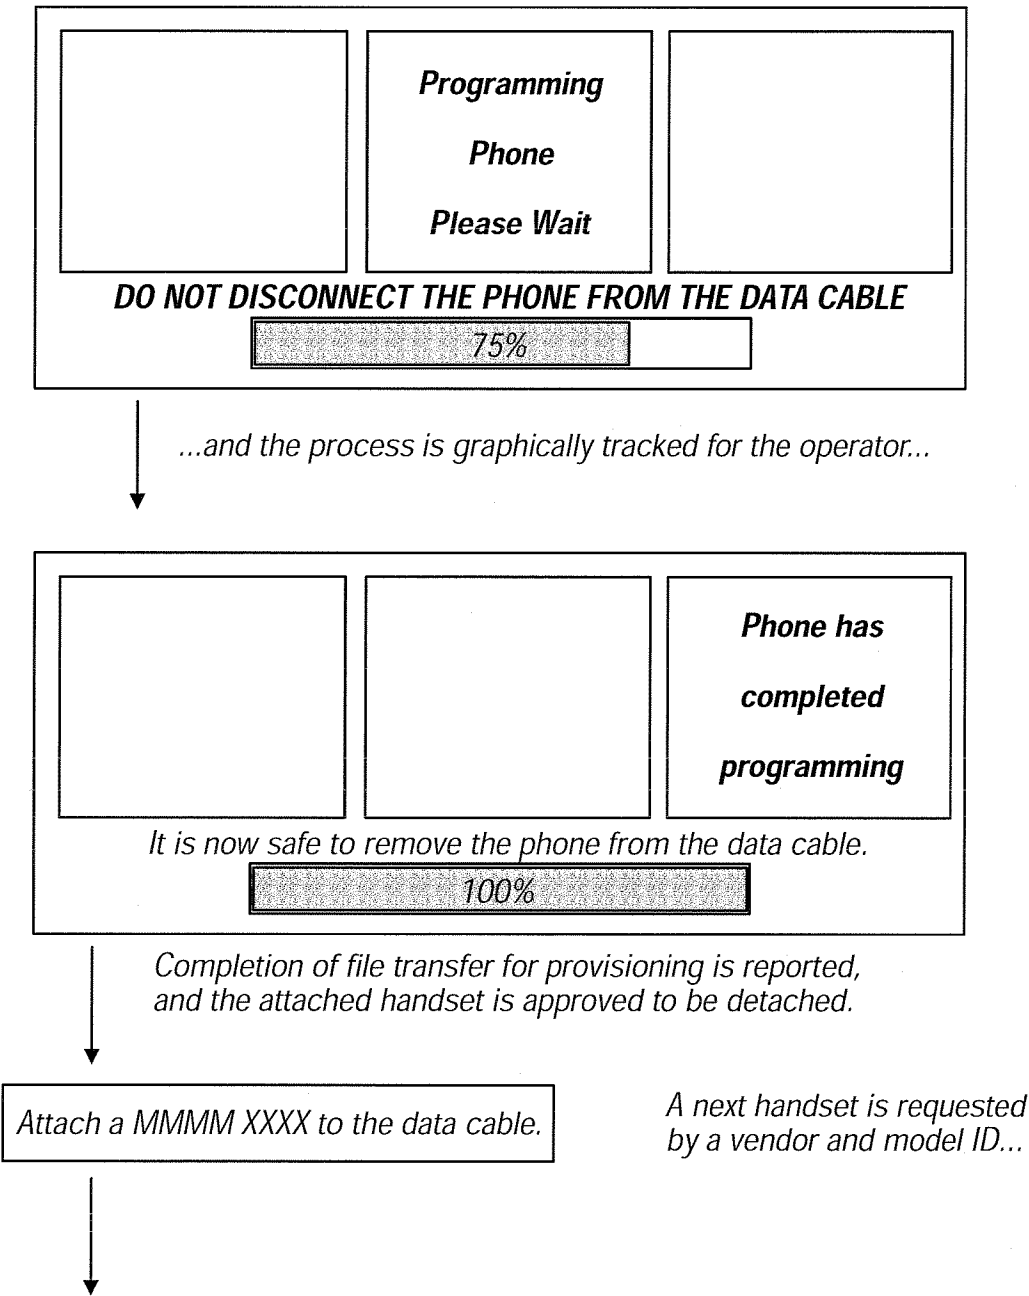 Programming
Phone
Please Wait
DO NOT DISCONNECT THE PHONE FROM THE DATA CABLE
75%
...and the process is graphically tracked for the operator...
Phone has
completed
programming
It is now safe to remove the phone from the data cable.
100%
Completion of file transfer for provisioning is reported,
and the attached handset is approved to be detached.
Attach a MMMM XXXX to the data cable.
A next handset is requested
by a vendor and model ID...